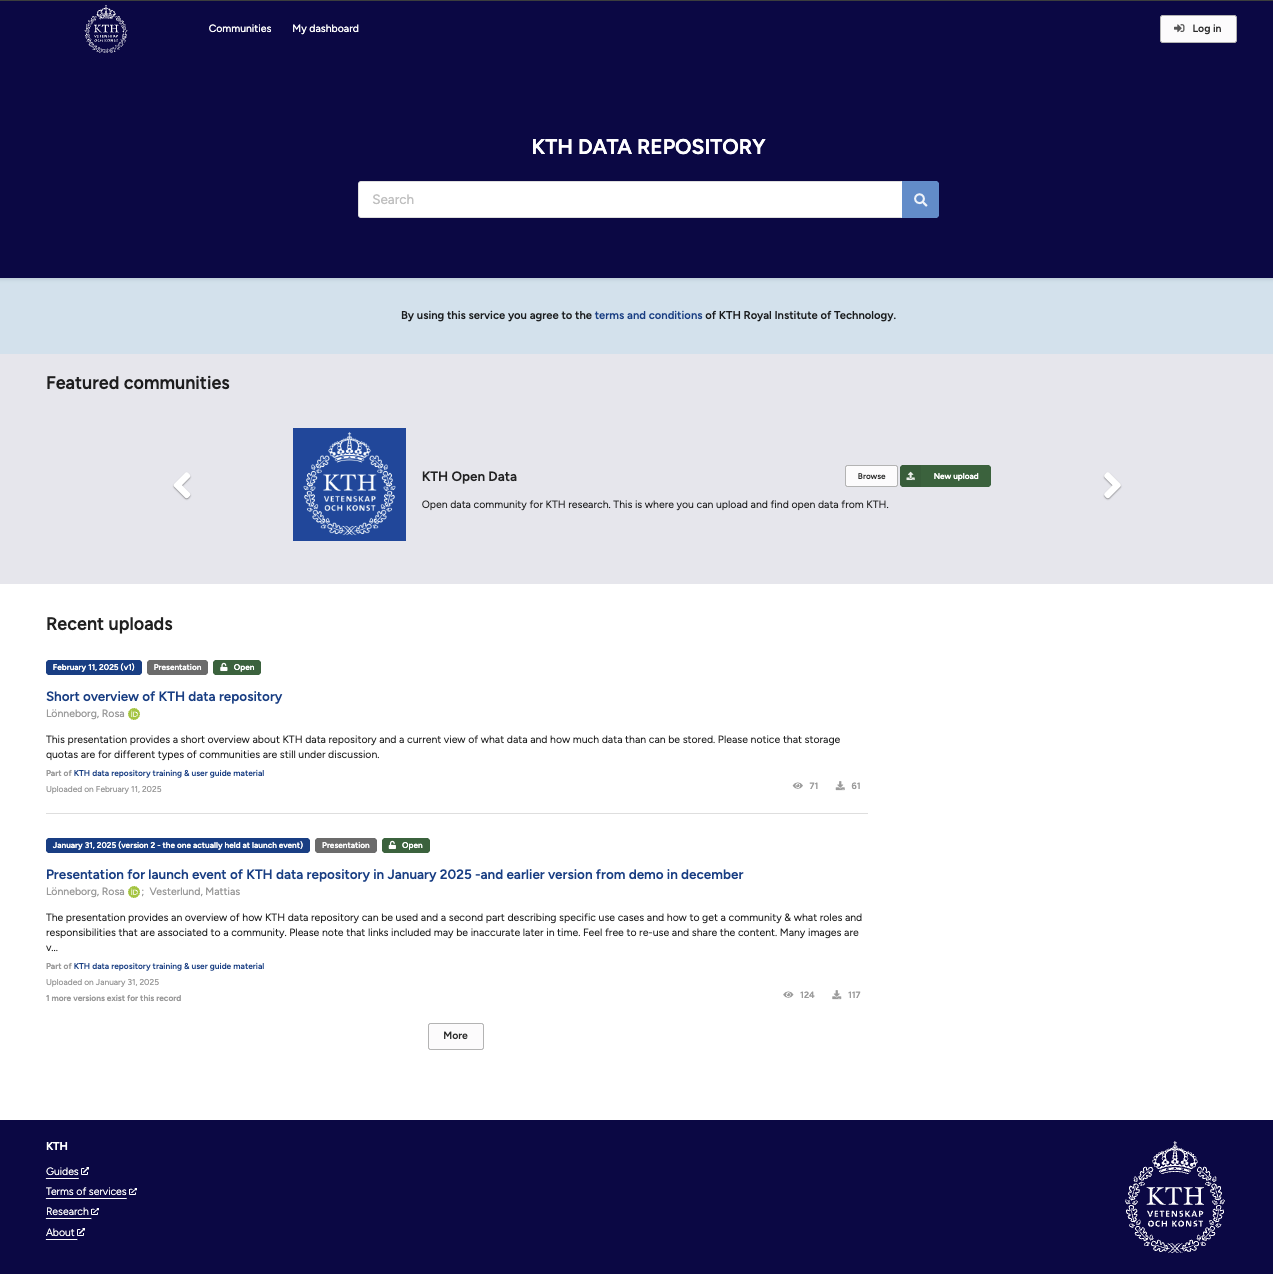 KTH
VETENSKAP
OCH KONST
Communities
My dashboard
Log in
KTH DATA REPOSITORY
Search
By using this service you agree to the terms and conditions of KTH Royal Institute of Technology.
Featured communities
KTH
VETENSKAP
OCH KONST
KTH Open Data
Browse
New upload
Open data community for KTH research. This is where you can upload and find open data from KTH.
Recent uploads
February 11, 2025 (v1) Presentation Open
Short overview of KTH data repository
Lönneborg, Rosa iD
This presentation provides a short overview about KTH data repository and a current view of what data and how much data than can be stored. Please notice that storage
quotas are for different types of communities are still under discussion.
Part of KTH data repository training & user guide material
Uploaded on February 11, 2025
71 61
January 31, 2025 (version 2 - the one actually held at launch event) Presentation Open
Presentation for launch event of KTH data repository in January 2025 -and earlier version from demo in december
Lönneborg, Rosa iD; Vesterlund, Mattias
The presentation provides an overview of how KTH data repository can be used and a second part describing specific use cases and how to get a community & what roles and
responsibilities that are associated to a community. Please note that links included may be inaccurate later in time. Feel free to re-use and share the content. Many images are
v...
Part of KTH data repository training & user guide material
Uploaded on January 31, 2025
1 more versions exist for this record
124 117
More
KTH
Guides
Terms of services
Research
About
KTH
VETENSKAP
OCH KONST